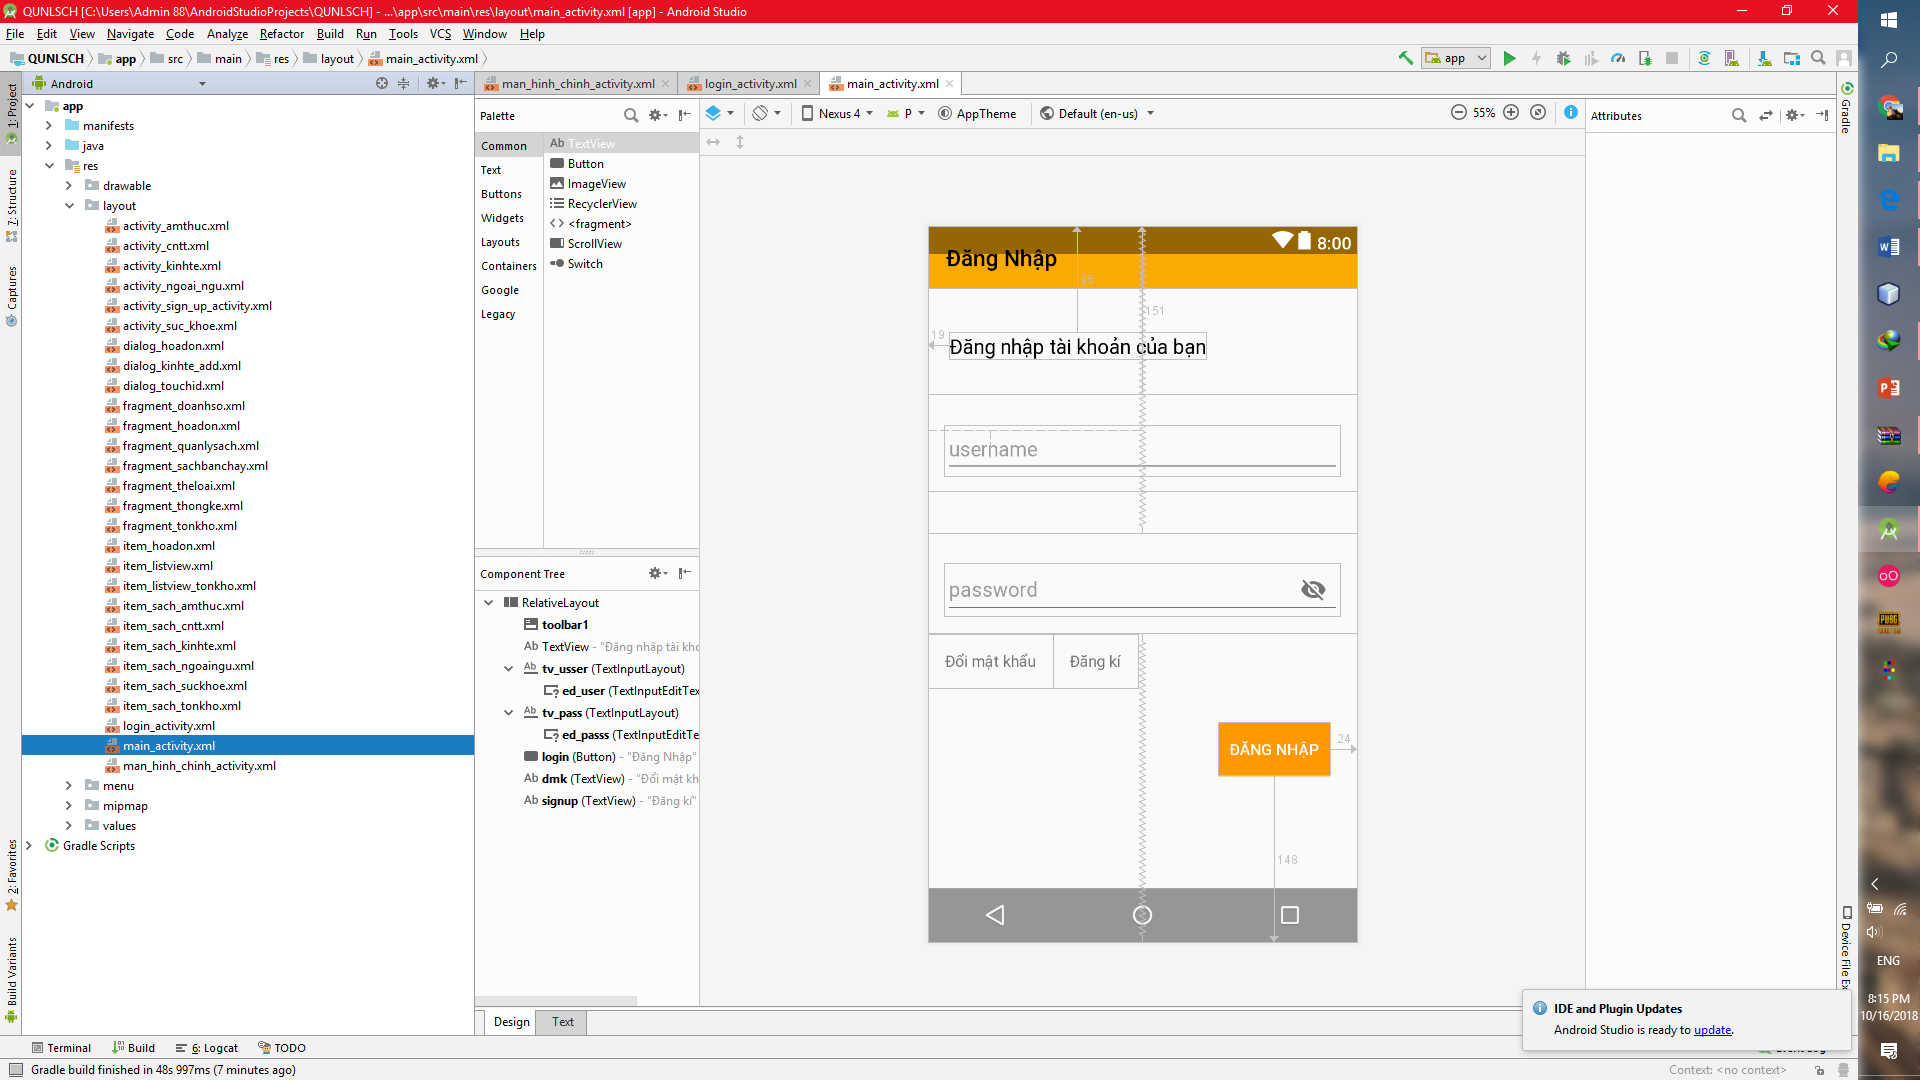 QUNLSCH [C:\Users\Admin 88\AndroidStudioProjects\QUNLSCH] - ...\app\src\main\res\layout\main_activity.xml [app] - Android Studio
File Edit View Navigate Code Analyze Refactor Build Run Tools VCS Window Help
QUNLSCH app src main res layout main_activity.xml
app
1: Project
7: Structure
Captures
2: Favorites
Build Variants
Android
app
manifests
java
res
drawable
layout
activity_amthuc.xml
activity_cntt.xml
activity_kinhte.xml
activity_ngoai_ngu.xml
activity_sign_up_activity.xml
activity_suc_khoe.xml
dialog_hoadon.xml
dialog_kinhte_add.xml
dialog_touchid.xml
fragment_doanhso.xml
fragment_hoadon.xml
fragment_quanlysach.xml
fragment_sachbanchay.xml
fragment_theloai.xml
fragment_thongke.xml
fragment_tonkho.xml
item_hoadon.xml
item_listview.xml
item_listview_tonkho.xml
item_sach_amthuc.xml
item_sach_cntt.xml
item_sach_kinhte.xml
item_sach_ngoaingu.xml
item_sach_suckhoe.xml
item_sach_tonkho.xml
login_activity.xml
main_activity.xml
man_hinh_chinh_activity.xml
menu
mipmap
values
Gradle Scripts
man_hinh_chinh_activity.xml login_activity.xml main_activity.xml
Palette
Common
Text
Buttons
Widgets
Layouts
Containers
Google
Legacy
Ab TextView
Button
ImageView
RecyclerView
<fragment>
ScrollView
Switch
Component Tree
RelativeLayout
toolbar1
Ab TextView - "Đăng nhập tài kho
Ab tv_usser (TextInputLayout)
ed_user (TextInputEditTex
Ab tv_pass (TextInputLayout)
ed_passs (TextInputEditTe
login (Button) - "Đăng Nhập"
Ab dmk (TextView) - "Đổi mật kh
Ab signup (TextView) - "Đăng kí"
Nexus 4 P AppTheme Default (en-us) 55%
8:00
Đăng Nhập
95
151
19
Đăng nhập tài khoản của bạn
username
password
Đổi mật khẩu Đăng kí
ĐĂNG NHẬP
24
148
Design Text
Attributes
Gradle
Device File Ex
IDE and Plugin Updates
Android Studio is ready to update.
Terminal Build 6: Logcat TODO
Gradle build finished in 48s 997ms (7 minutes ago)
Context: <no context>
ENG
8:15 PM
10/16/2018